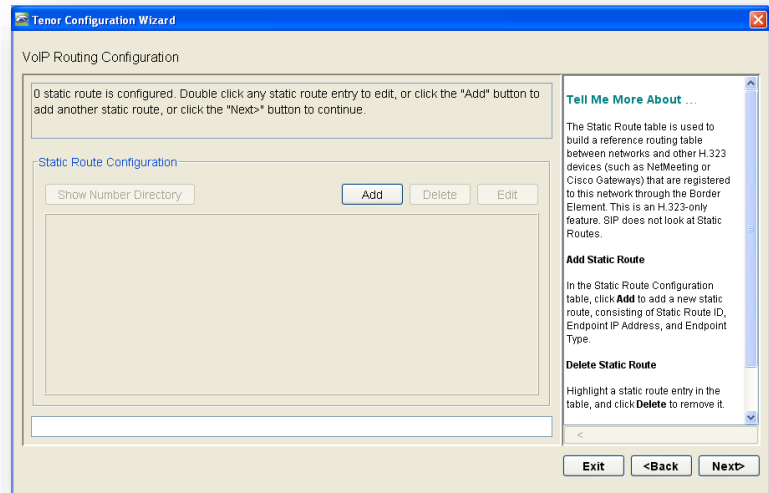 Tenor Configuration Wizard
VoIP Routing Configuration
0 static route is configured. Double click any static route entry to edit, or click the "Add" button to
add another static route, or click the "Next>" button to continue.
Static Route Configuration
Show Number Directory
Add
Delete
Edit
Tell Me More About ...
The Static Route table is used to
build a reference routing table
between networks and other H.323
devices (such as NetMeeting or
Cisco Gateways) that are registered
to this network through the Border
Element. This is an H.323-only
feature. SIP does not look at Static
Routes.
Add Static Route
In the Static Route Configuration
table, click Add to add a new static
route, consisting of Static Route ID,
Endpoint IP Address, and Endpoint
Type.
Delete Static Route
Highlight a static route entry in the
table, and click Delete to remove it.
Exit
<Back
Next>